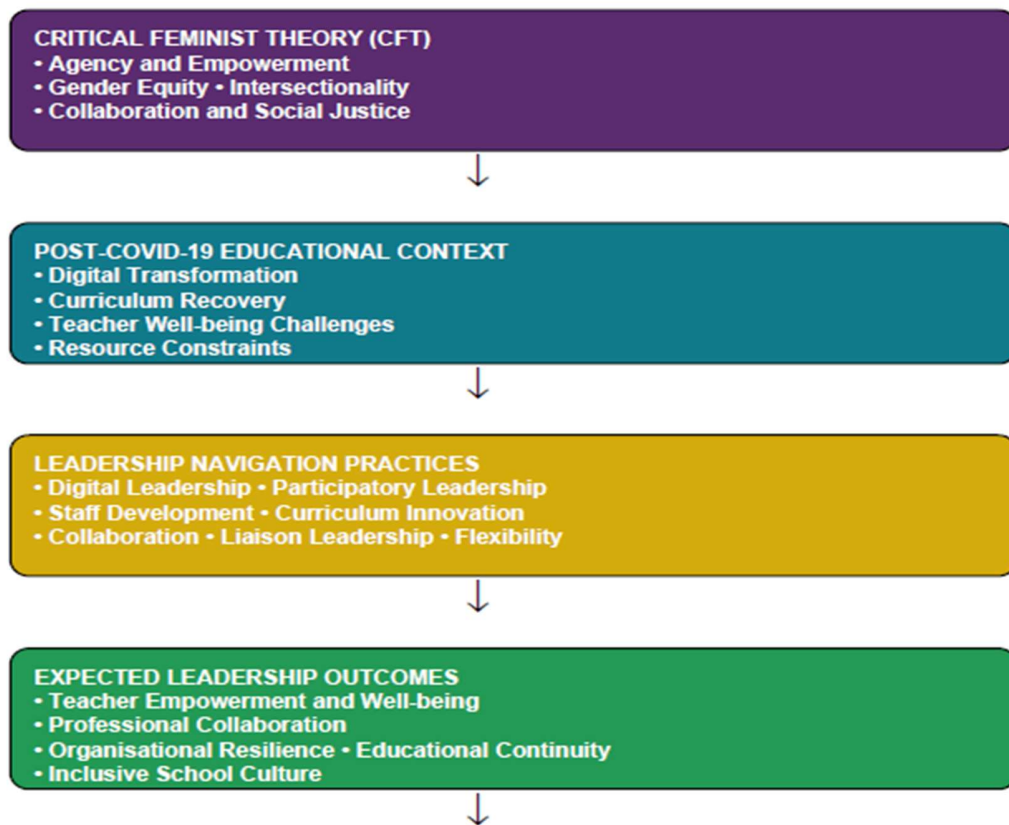 CRITICAL FEMINIST THEORY (CFT)
• Agency and Empowerment
• Gender Equity • Intersectionality
• Collaboration and Social Justice
POST-COVID-19 EDUCATIONAL CONTEXT
• Digital Transformation
• Curriculum Recovery
• Teacher Well-being Challenges
• Resource Constraints
LEADERSHIP NAVIGATION PRACTICES
• Digital Leadership • Participatory Leadership
• Staff Development • Curriculum Innovation
• Collaboration • Liaison Leadership • Flexibility
EXPECTED LEADERSHIP OUTCOMES
• Teacher Empowerment and Well-being
• Professional Collaboration
• Organisational Resilience • Educational Continuity
• Inclusive School Culture